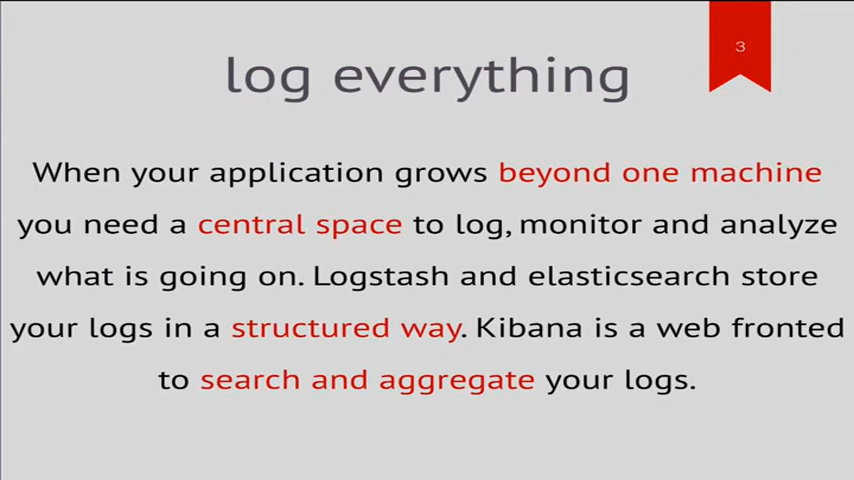 3
log everything
When your application grows beyond one machine
you need a central space to log, monitor and analyze
what is going on. Logstash and elasticsearch store
your logs in a structured way. Kibana is a web fronted
to search and aggregate your logs.